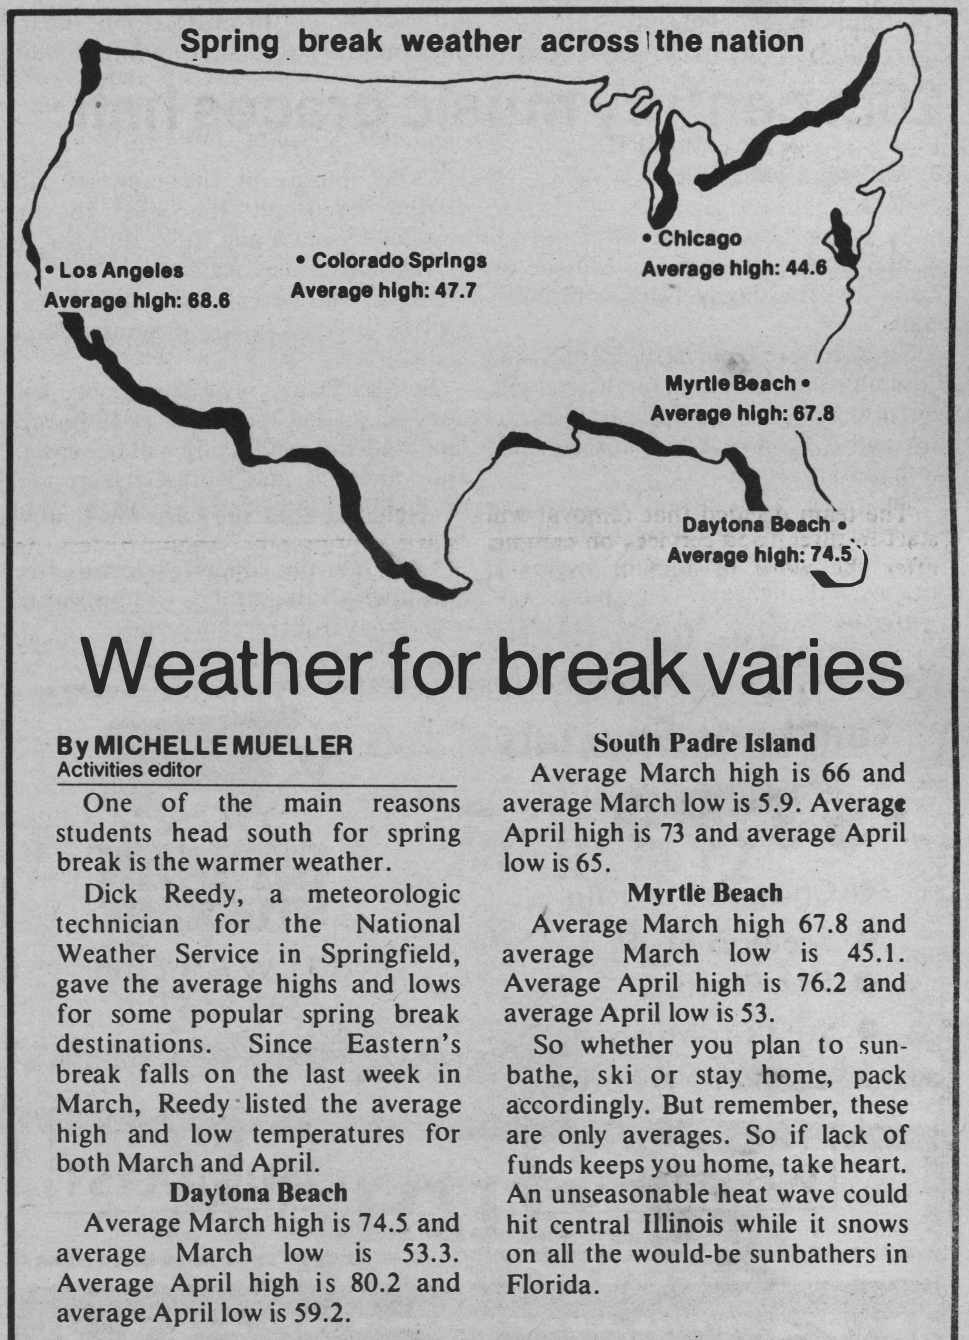 Spring break weather across the nation
• Chicago
Average high: 44.6
• Colorado Springs
Average high: 47.7
• Los Angeles
Average high: 68.6
Myrtle Beach •
Average high: 67.8
Daytona Beach •
Average high: 74.5
Weather for break varies
By MICHELLE MUELLER
Activities editor
One of the main reasons
students head south for spring
break is the warmer weather.
Dick Reedy, a meteorologic
technician for the National
Weather Service in Springfield,
gave the average highs and lows
for some popular spring break
destinations. Since Eastern's
break falls on the last week in
March, Reedy listed the average
high and low temperatures for
both March and April.
Daytona Beach
Average March high is 74.5 and
average March low is 53.3.
Average April high is 80.2 and
average April low is 59.2.
South Padre Island
Average March high is 66 and
average March low is 5.9. Average
April high is 73 and average April
low is 65.
Myrtle Beach
Average March high 67.8 and
average March low is 45.1.
Average April high is 76.2 and
average April low is 53.
So whether you plan to sun-
bathe, ski or stay home, pack
accordingly. But remember, these
are only averages. So if lack of
funds keeps you home, take heart.
An unseasonable heat wave could
hit central Illinois while it snows
on all the would-be sunbathers in
Florida.